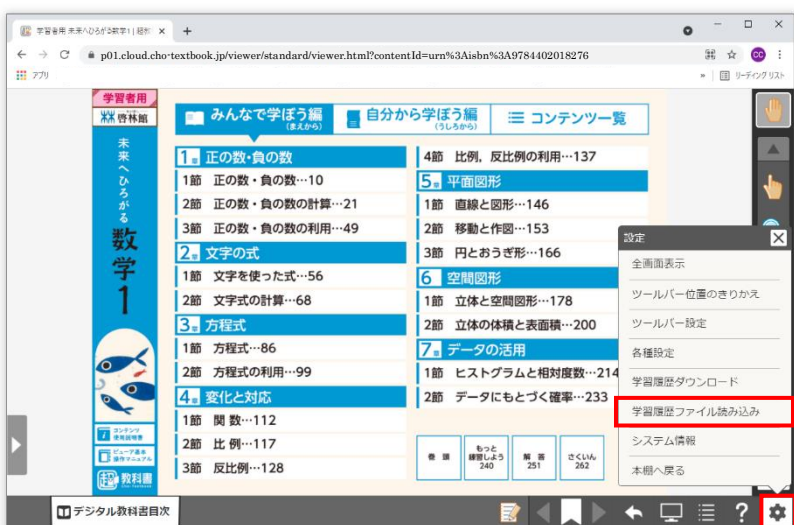 学習者用 未来へひろがる数学1 | 超教
p01.cloud.cho-textbook.jp/viewer/standard/viewer.html?contentId=urn%3Aisbn%3A9784402018276
CC
アプリ
» リーディング リスト
学習者用
啓林館
未来へひろがる
数学1
コンテンツ
使用説明書
ビューア基本
操作マニュアル
超教科書
みんなで学ぼう編
(まえから)
自分から学ぼう編
(うしろから)
コンテンツ一覧
1章 正の数・負の数
1節 正の数・負の数…10
2節 正の数・負の数の計算…21
3節 正の数・負の数の利用…49
2章 文字の式
1節 文字を使った式…56
2節 文字式の計算…68
3章 方程式
1節 方程式…86
2節 方程式の利用…99
4章 変化と対応
1節 関 数…112
2節 比 例…117
3節 反比例…128
4節 比例，反比例の利用…137
5章 平面図形
1節 直線と図形…146
2節 移動と作図…153
3節 円とおうぎ形…166
6 空間図形
1節 立体と空間図形…178
2節 立体の体積と表面積…200
7章 データの活用
1節 ヒストグラムと相対度数…214
2節 データにもとづく確率…233
巻 頭
もっと
練習しよう
240
解 答
251
さくいん
262
設定
全画面表示
ツールバー位置のきりかえ
ツールバー設定
各種設定
学習履歴ダウンロード
学習履歴ファイル読み込み
システム情報
本棚へ戻る
デジタル教科書目次